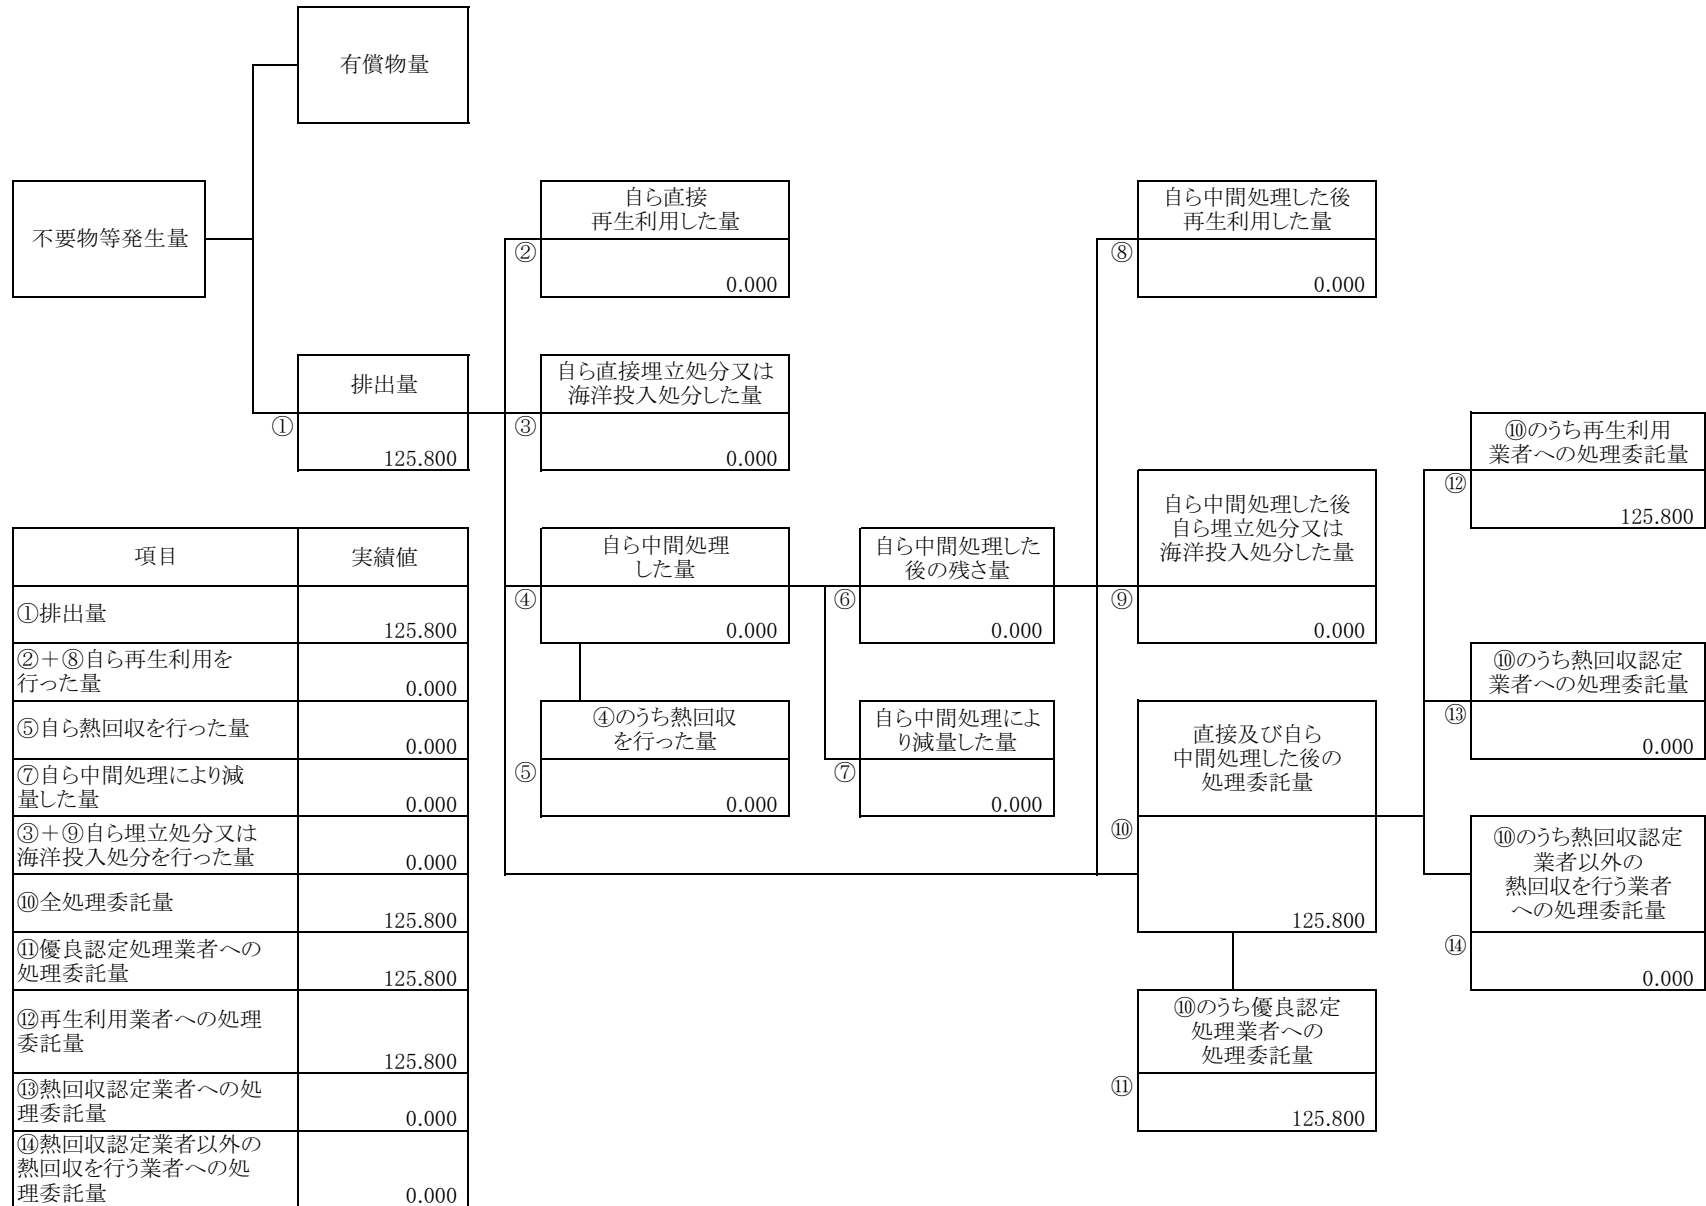 有償物量
不要物等発生量
自ら直接
再生利用した量
②
0.000
自ら中間処理した後
再生利用した量
⑧
0.000
排出量
①
125.800
自ら直接埋立処分又は
海洋投入処分した量
③
0.000
⑩のうち再生利用
業者への処理委託量
⑫
125.800
自ら中間処理
した量
④
0.000
自ら中間処理した
後の残さ量
⑥
0.000
自ら中間処理した後
自ら埋立処分又は
海洋投入処分した量
⑨
0.000
⑩のうち熱回収認定
業者への処理委託量
⑬
0.000
④のうち熱回収
を行った量
⑤
0.000
自ら中間処理によ
り減量した量
⑦
0.000
直接及び自ら
中間処理した後の
処理委託量
⑩
125.800
⑩のうち熱回収認定
業者以外の
熱回収を行う業者
への処理委託量
⑭
0.000
⑩のうち優良認定
処理業者への
処理委託量
⑪
125.800
項目 実績値
①排出量
125.800
②＋⑧自ら再生利用を
行った量 0.000
⑤自ら熱回収を行った量
0.000
⑦自ら中間処理により減
量した量 0.000
③＋⑨自ら埋立処分又は
海洋投入処分を行った量 0.000
⑩全処理委託量
125.800
⑪優良認定処理業者への
処理委託量 125.800
⑫再生利用業者への処理
委託量
125.800
⑬熱回収認定業者への処
理委託量 0.000
⑭熱回収認定業者以外の
熱回収を行う業者への処
理委託量 0.000